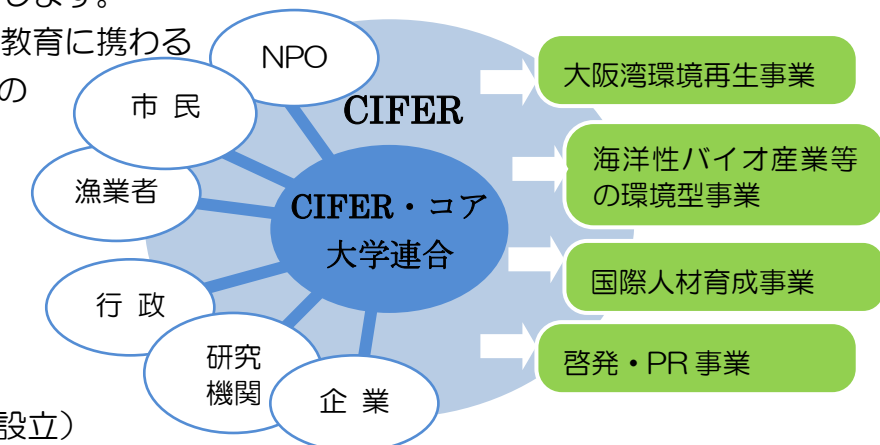 します。
教育に携わる
の
NPO
市 民
漁業者
行 政
研究
機関
企 業
設立）
CIFER
CIFER・コア
大学連合
大阪湾環境再生事業
海洋性バイオ産業等
の環境型事業
国際人材育成事業
啓発・PR 事業